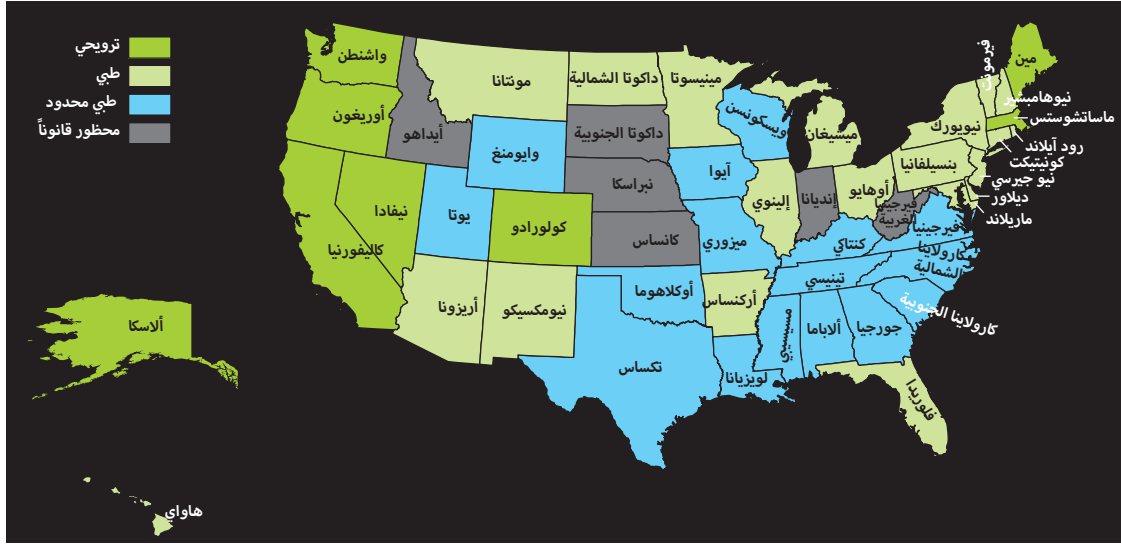 ترويحي
طبي
طبي محدود
محظور قانوناً
واشنطن
مونتانا
داكوتا الشمالية
مينيسوتا
فيرمونت
مين
أوريغون
أيداهو
وايومنغ
داكوتا الجنوبية
ويسكونسن
ميشيغان
نيويورك
نيوهامبشير
ماساتشوستس
رود آيلاند
كونيتيكت
نيو جيرسي
ديلاور
ماريلاند
بنسيلفانيا
نبراسكا
آيوا
إلينوي
إنديانا
أوهايو
فيرجينيا
الغربية
فيرجينيا
نيفادا
يوتا
كولورادو
كانساس
ميزوري
كنتاكي
كارولاينا
الشمالية
كاليفورنيا
أريزونا
نيومكسيكو
أوكلاهوما
أركنساس
تينيسي
كارولاينا الجنوبية
تكساس
لويزيانا
مسيسيبي
ألاباما
جورجيا
فلوريدا
ألاسكا
هاواي